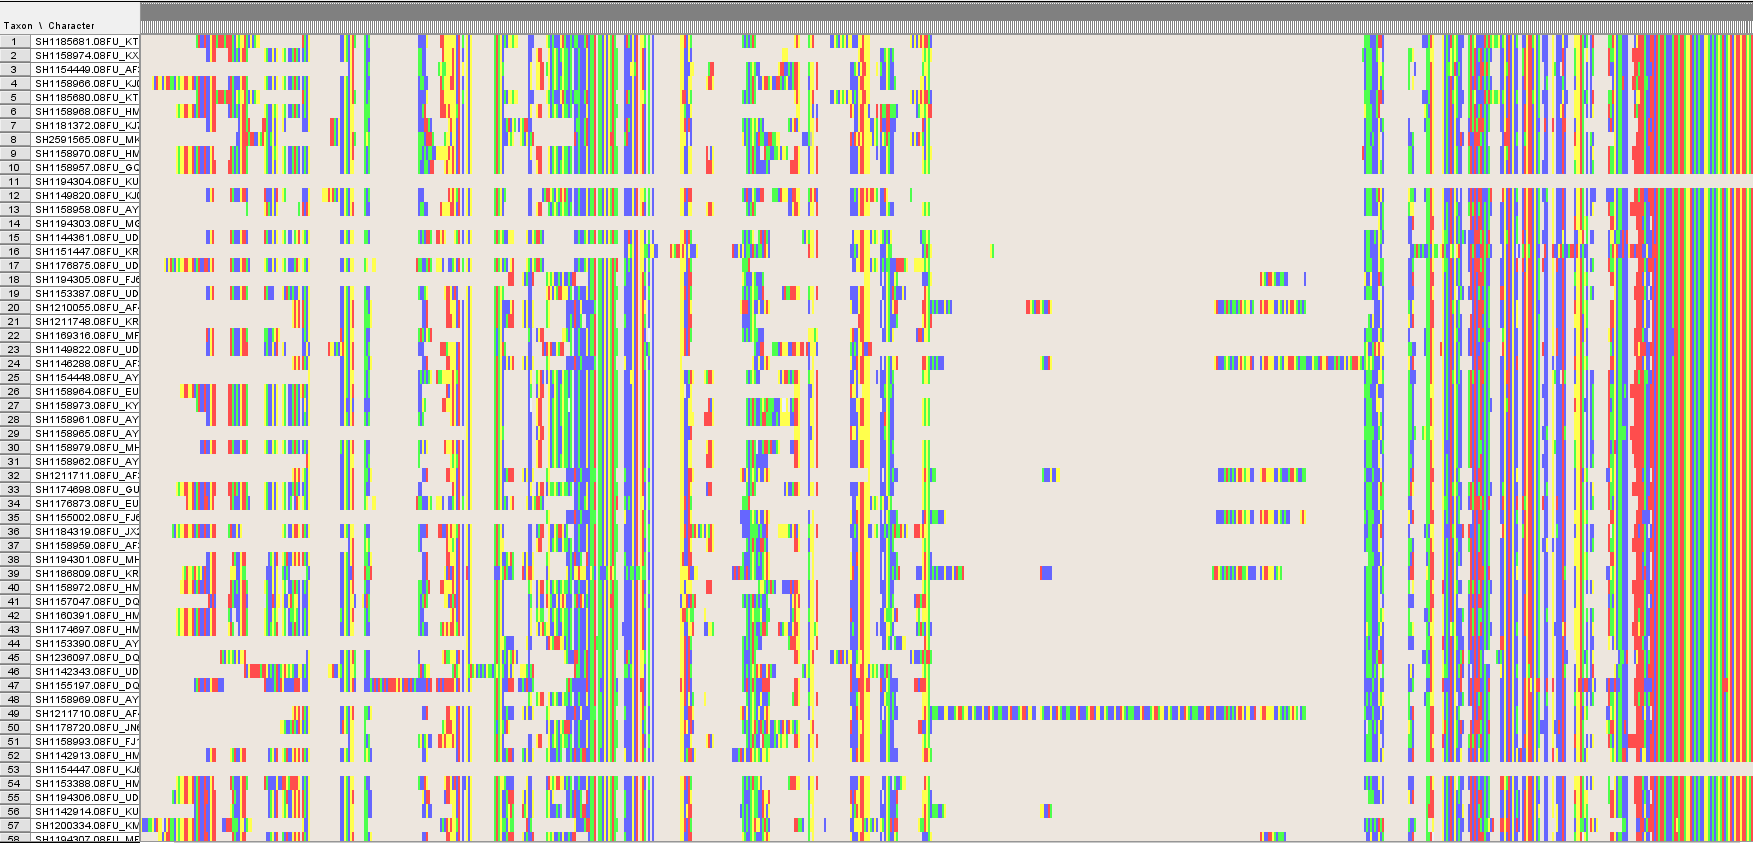 Taxon \ Character
1 SH1185681.08FU_KT
2 SH1158974.08FU_KX
3 SH1154449.08FU_AF
4 SH1158966.08FU_KJ
5 SH1185680.08FU_KT
6 SH1158968.08FU_HM
7 SH1181372.08FU_KJ
8 SH2591565.08FU_MK
9 SH1158970.08FU_HM
10 SH1158957.08FU_GQ
11 SH1194304.08FU_KU
12 SH1149820.08FU_KJ
13 SH1158958.08FU_AY
14 SH1194303.08FU_MG
15 SH1144361.08FU_UD
16 SH1151447.08FU_KR
17 SH1176875.08FU_UD
18 SH1194305.08FU_FJ6
19 SH1153387.08FU_UD
20 SH1210055.08FU_AF
21 SH1211748.08FU_KR
22 SH1169316.08FU_MF
23 SH1149822.08FU_UD
24 SH1146288.08FU_AF
25 SH1154448.08FU_AY
26 SH1158964.08FU_EU
27 SH1158973.08FU_KY
28 SH1158961.08FU_AY
29 SH1158965.08FU_AY
30 SH1158979.08FU_MH
31 SH1158962.08FU_AY
32 SH1211711.08FU_AF
33 SH1174698.08FU_GU
34 SH1176873.08FU_EU
35 SH1155002.08FU_FJ6
36 SH1184319.08FU_JX
37 SH1158959.08FU_AF
38 SH1194301.08FU_MH
39 SH1186809.08FU_KR
40 SH1158972.08FU_HM
41 SH1157047.08FU_DQ
42 SH1160391.08FU_HM
43 SH1174697.08FU_HM
44 SH1153390.08FU_AY
45 SH1236097.08FU_DQ
46 SH1142343.08FU_UD
47 SH1155197.08FU_DQ
48 SH1158969.08FU_AY
49 SH1211710.08FU_AF
50 SH1178720.08FU_JN
51 SH1158993.08FU_FJ
52 SH1142913.08FU_HM
53 SH1154447.08FU_KJ
54 SH1153388.08FU_HM
55 SH1194306.08FU_UD
56 SH1142914.08FU_KU
57 SH1200334.08FU_KM
58 SH1194307.08FU_MF